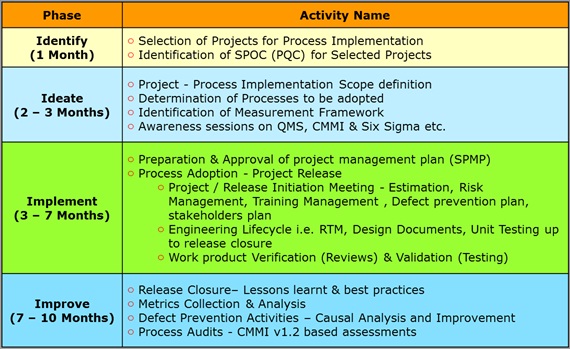 Phase
Activity Name
Identify
(1 Month)
Selection of Projects for Process Implementation
Identification of SPOC (PQC) for Selected Projects
Ideate
(2 – 3 Months)
Project - Process Implementation Scope definition
Determination of Processes to be adopted
Identification of Measurement Framework
Awareness sessions on QMS, CMMI & Six Sigma etc.
Implement
(3 – 7 Months)
Preparation & Approval of project management plan (SPMP)
Process Adoption - Project Release
Project / Release Initiation Meeting - Estimation, Risk
Management, Training Management , Defect prevention plan,
stakeholders plan
Engineering Lifecycle i.e. RTM, Design Documents, Unit Testing up
to release closure
Work product Verification (Reviews) & Validation (Testing)
Improve
(7 – 10 Months)
Release Closure– Lessons learnt & best practices
Metrics Collection & Analysis
Defect Prevention Activities – Causal Analysis and Improvement
Process Audits - CMMI v1.2 based assessments